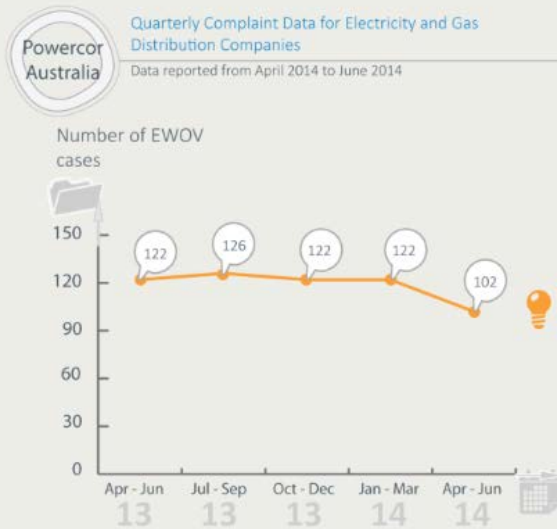 Powercor
Australia
Quarterly Complaint Data for Electricity and Gas
Distribution Companies
Data reported from April 2014 to June 2014
Number of EWOV
cases
150
120
90
60
30
0
122
126
122
122
102
Apr - Jun
Jul - Sep
Oct - Dec
Jan - Mar
Apr - Jun
13
13
13
14
14